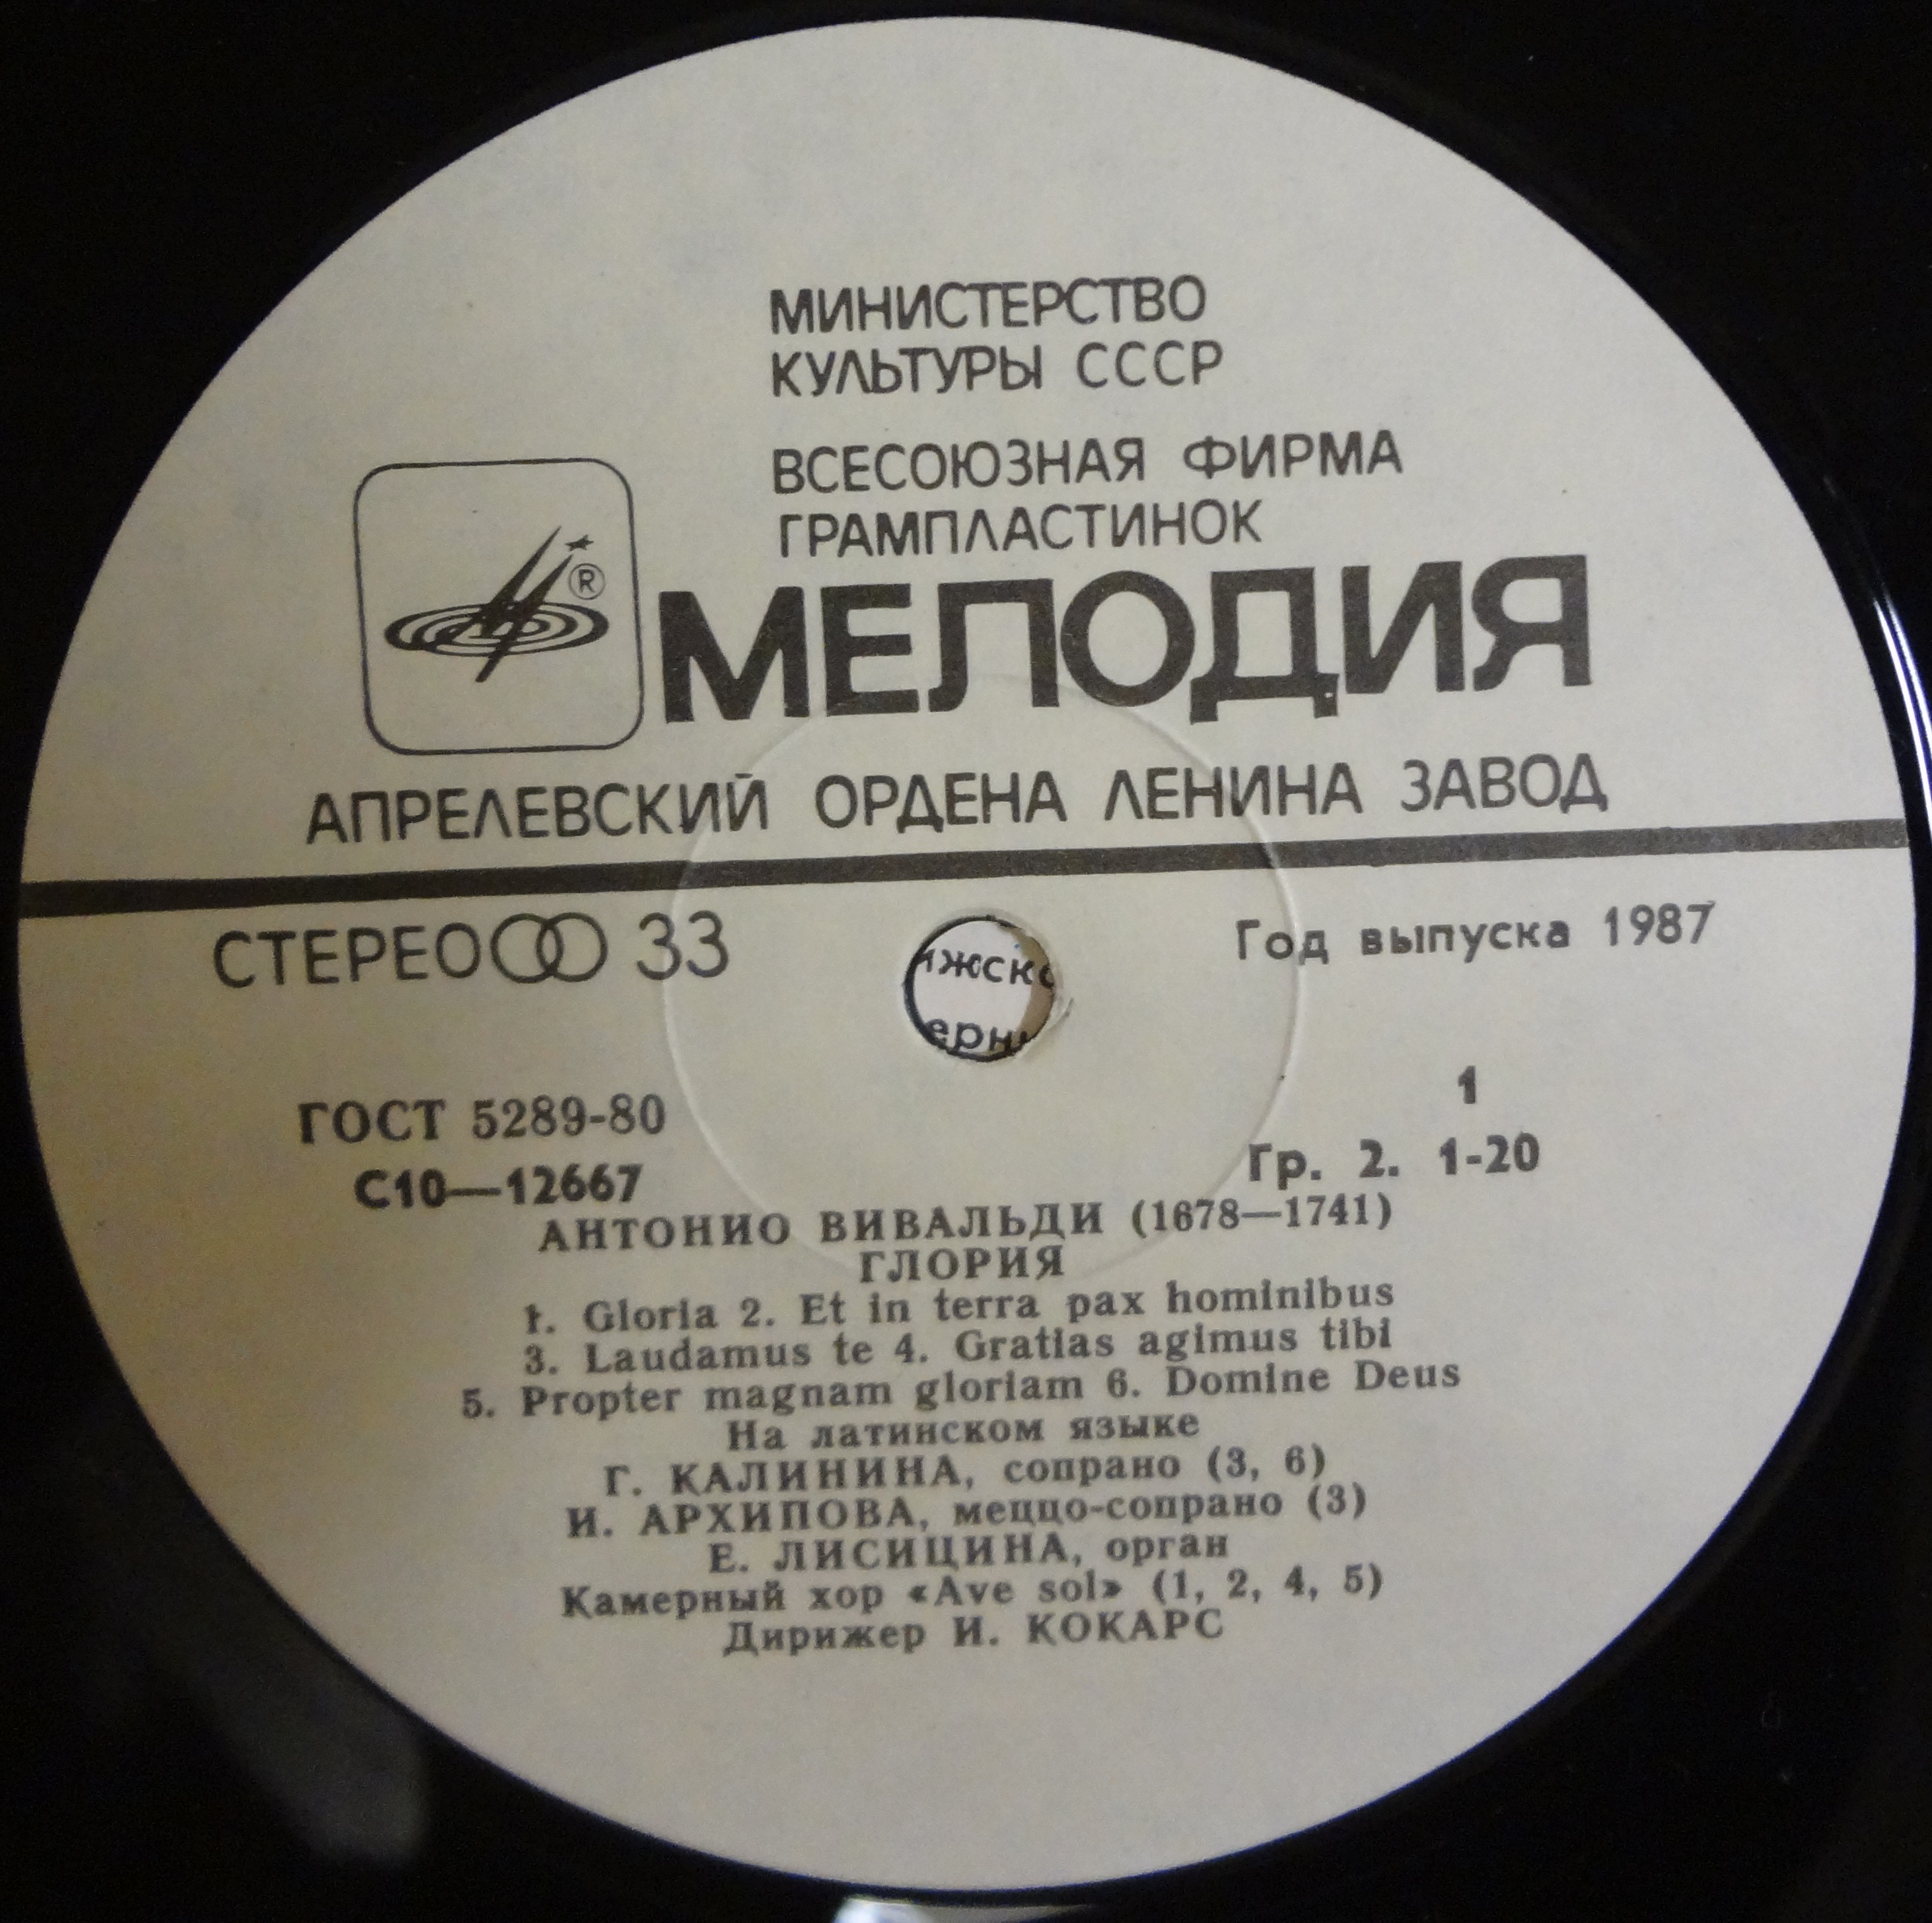 МИНИСТЕРСТВО
КУЛЬТУРЫ СССР
ВСЕСОЮЗНАЯ ФИРМА
ГРАМПЛАСТИНОК
®
МЕЛОДИЯ
АПРЕЛЕВСКИЙ ОРДЕНА ЛЕНИНА ЗАВОД
СТЕРЕО 33
Год выпуска 1987
ГОСТ 5289-80
1
С10—12667
Гр. 2. 1-20
АНТОНИО ВИВАЛЬДИ (1678—1741)
ГЛОРИЯ
1. Gloria 2. Et in terra pax hominibus
3. Laudamus te 4. Gratias agimus tibi
5. Propter magnam gloriam 6. Domine Deus
На латинском языке
Г. КАЛИНИНА, сопрано (3, 6)
И. АРХИПОВА, меццо-сопрано (3)
Е. ЛИСИЦИНА, орган
Камерный хор «Ave sol» (1, 2, 4, 5)
Дирижер И. КОКАРС